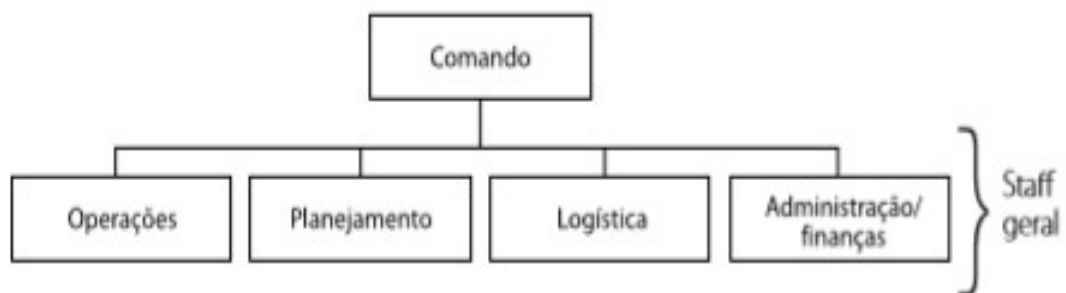 Comando
Operações
Planejamento
Logística
Administração/
finanças
Staff
geral